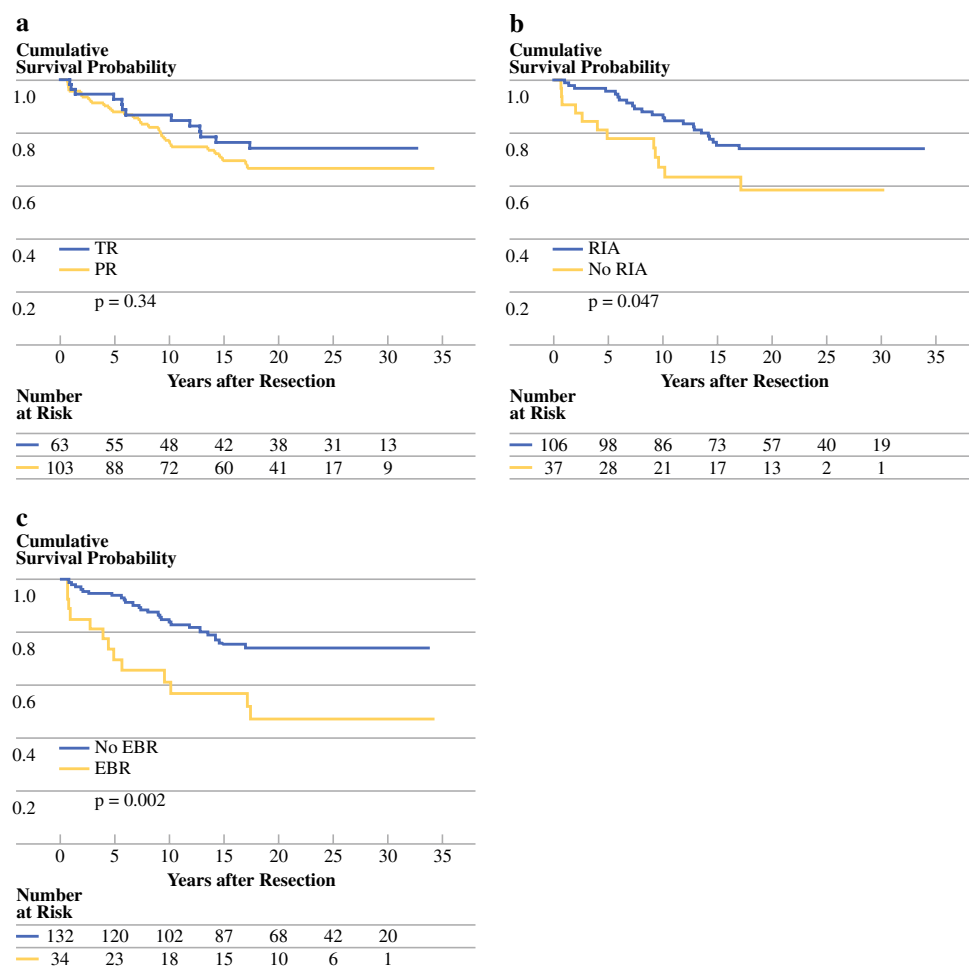 a
Cumulative
Survival Probability
1.0
0.8
0.6
0.4
TR
PR
0.2
p = 0.34
0 5 10 15 20 25 30 35
Years after Resection
Number
at Risk
63 55 48 42 38 31 13
103 88 72 60 41 17 9
b
Cumulative
Survival Probability
1.0
0.8
0.6
0.4
RIA
No RIA
0.2
p = 0.047
0 5 10 15 20 25 30 35
Years after Resection
Number
at Risk
106 98 86 73 57 40 19
37 28 21 17 13 2 1
c
Cumulative
Survival Probability
1.0
0.8
0.6
0.4
No EBR
EBR
0.2
p = 0.002
0 5 10 15 20 25 30 35
Years after Resection
Number
at Risk
132 120 102 87 68 42 20
34 23 18 15 10 6 1